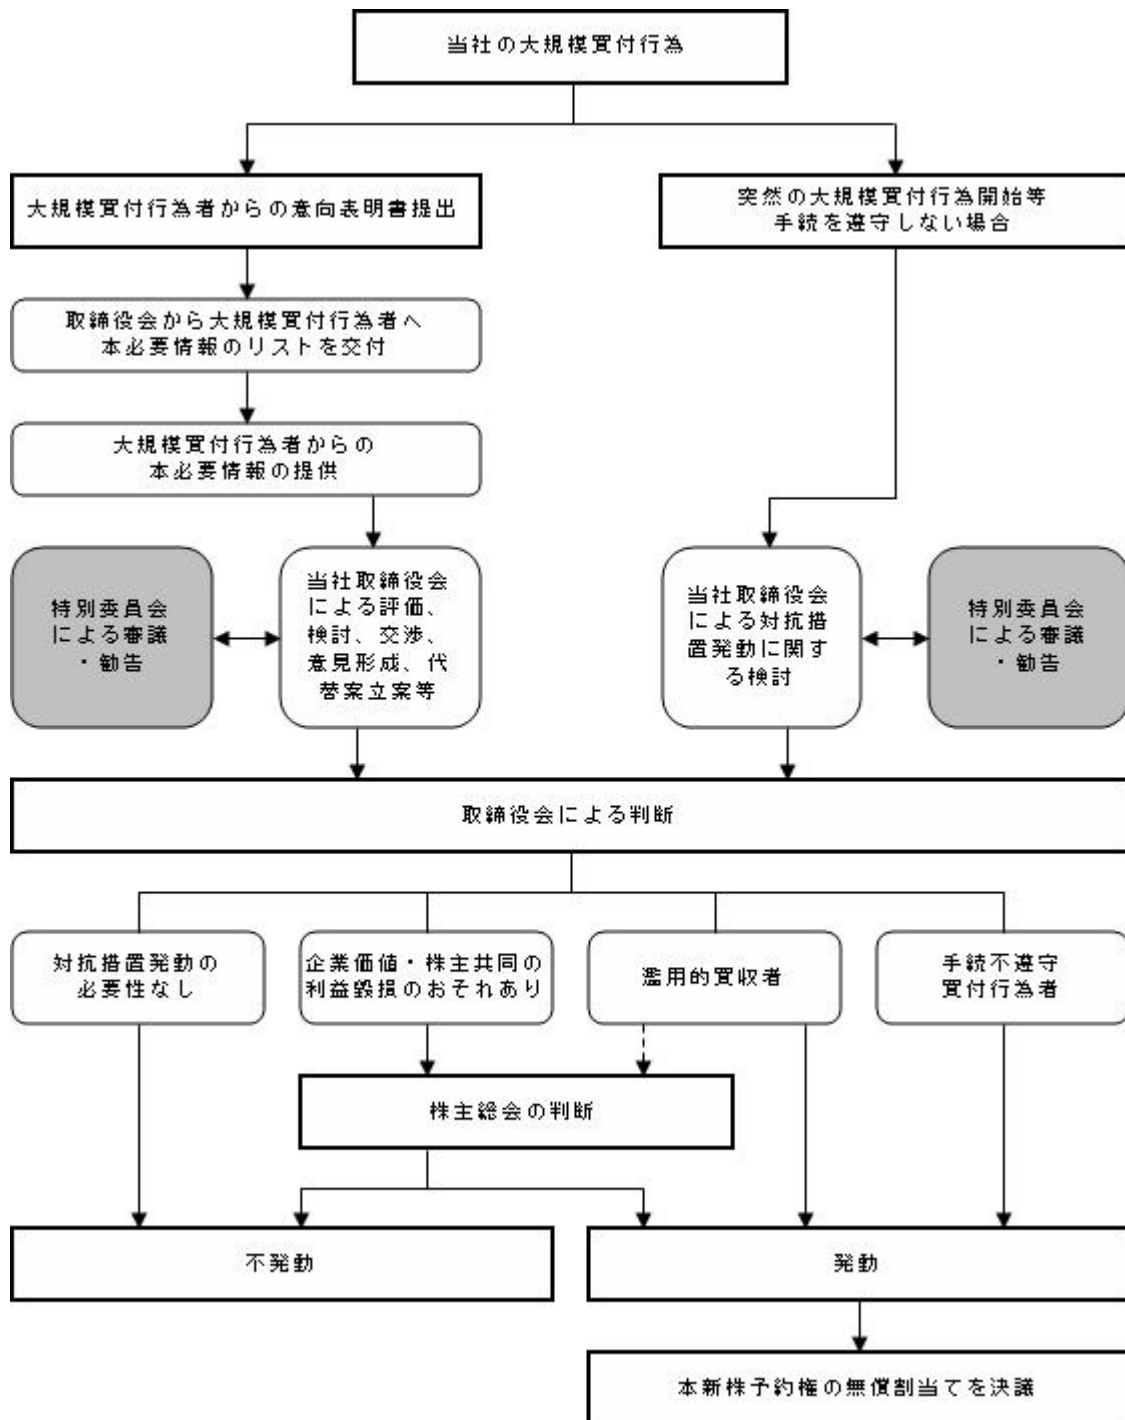 当社の大規模買付行為
大規模買付行為者からの意向表明書提出
突然の大規模買付行為開始等
手続を遵守しない場合
取締役会から大規模買付行為者へ
本必要情報のリストを交付
大規模買付行為者からの
本必要情報の提供
特別委員会
による審議
・勧告
当社取締役会
による評価、
検討、交渉、
意見形成、代
替案立案等
当社取締役会
による対抗措
置発動に関す
る検討
特別委員会
による審議
・勧告
取締役会による判断
対抗措置発動の
必要性なし
企業価値・株主共同の
利益毀損のおそれあり
濫用的買収者
手続不遵守
買付行為者
株主総会の判断
不発動
発動
本新株予約権の無償割当てを決議